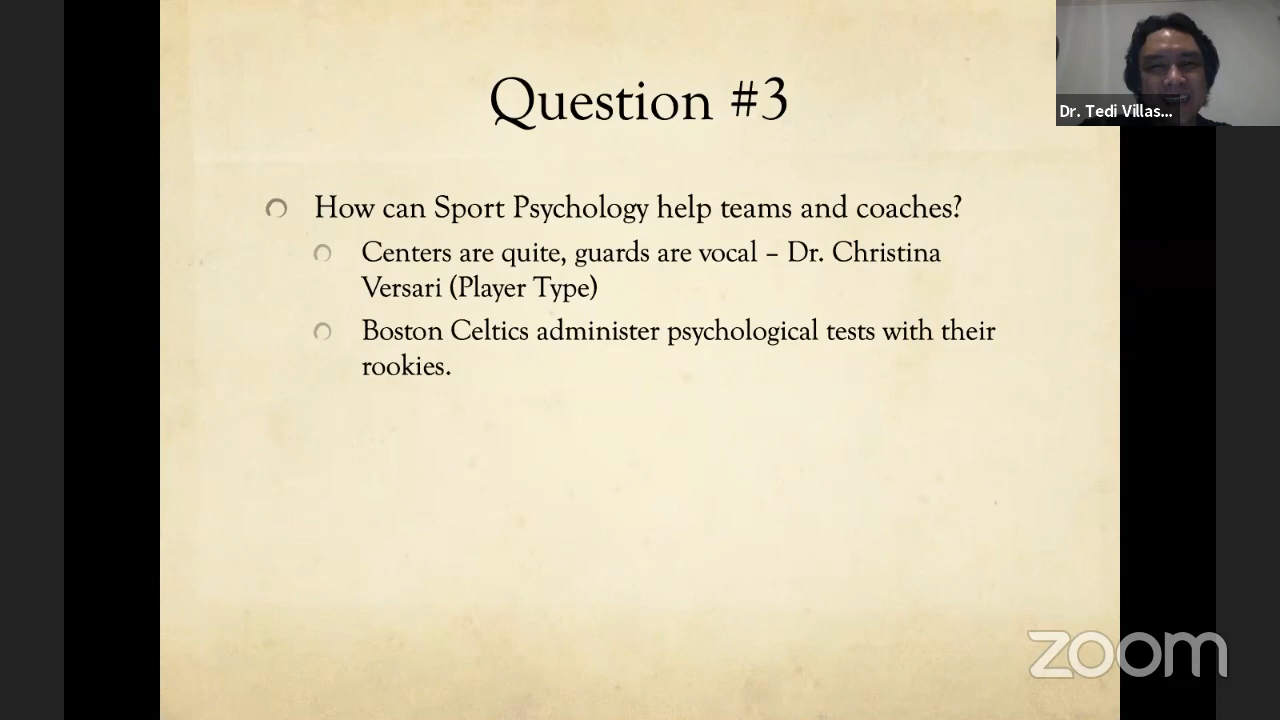 Question #3
Dr. Tedi Villas...
How can Sport Psychology help teams and coaches?
Centers are quite, guards are vocal – Dr. Christina
Versari (Player Type)
Boston Celtics administer psychological tests with their
rookies.
zoom